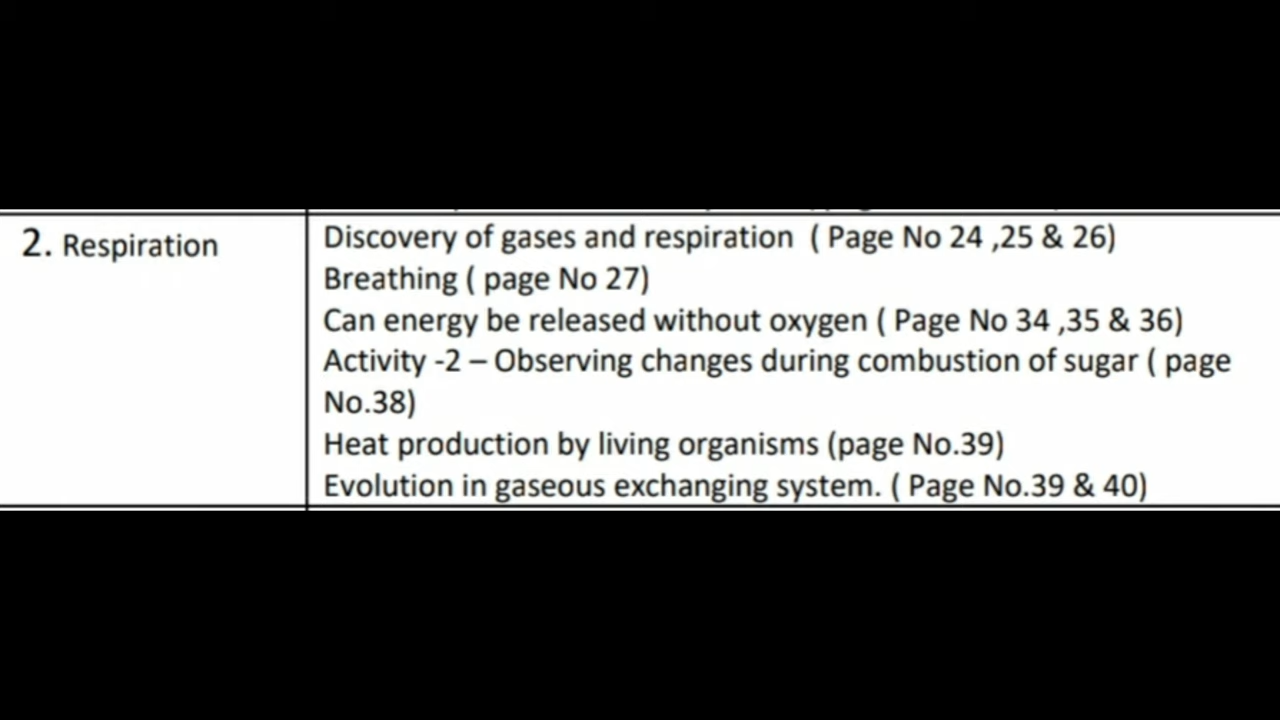 2. Respiration
Discovery of gases and respiration ( Page No 24 ,25 & 26)
Breathing ( page No 27)
Can energy be released without oxygen ( Page No 34 ,35 & 36)
Activity -2 – Observing changes during combustion of sugar ( page
No.38)
Heat production by living organisms (page No.39)
Evolution in gaseous exchanging system. ( Page No.39 & 40)